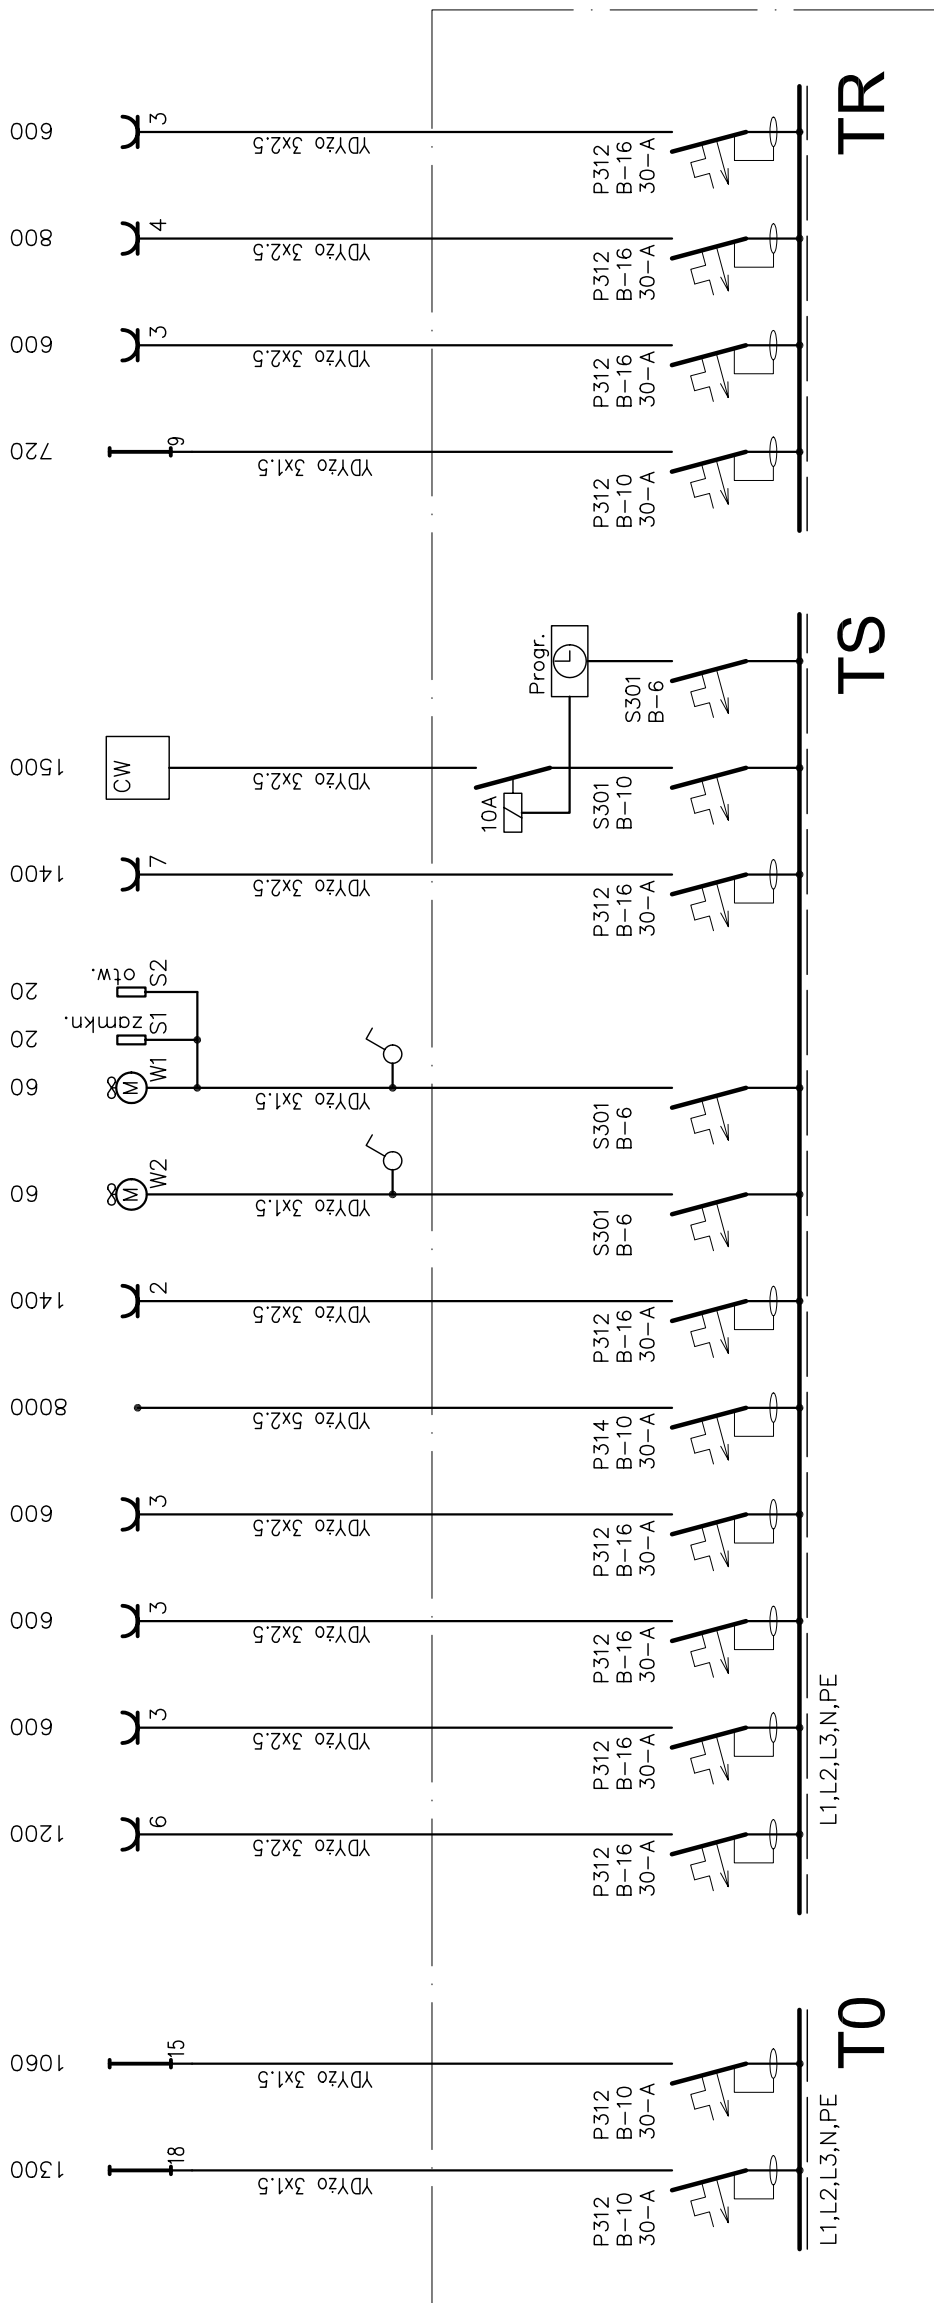 600
3
YDYżo 3x2.5
P312
B-16
30-A
TR
800
4
YDYżo 3x2.5
P312
B-16
30-A
600
3
YDYżo 3x2.5
P312
B-16
30-A
720
9
YDYżo 3x1.5
P312
B-10
30-A
Progr.
S301
B-6
TS
1500
CW
YDYżo 3x2.5
10A
S301
B-10
1400
7
YDYżo 3x2.5
P312
B-16
30-A
20
otw.
S2
20
zamkn.
S1
60
M
W1
YDYżo 3x1.5
S301
B-6
60
M
W2
YDYżo 3x1.5
S301
B-6
1400
2
YDYżo 3x2.5
P312
B-16
30-A
8000
YDYżo 5x2.5
P314
B-10
30-A
600
3
YDYżo 3x2.5
P312
B-16
30-A
600
3
YDYżo 3x2.5
P312
B-16
30-A
600
3
YDYżo 3x2.5
P312
B-16
30-A
L1,L2,L3,N,PE
1200
6
YDYżo 3x2.5
P312
B-16
30-A
1060
15
YDYżo 3x1.5
P312
B-10
30-A
T0
1300
18
YDYżo 3x1.5
P312
B-10
30-A
L1,L2,L3,N,PE